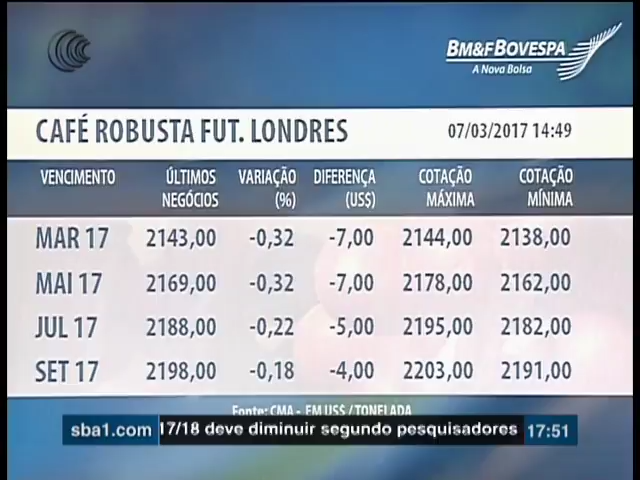 BM&FBOVESPA
A Nova Bolsa
CAFÉ ROBUSTA FUT. LONDRES 07/03/2017 14:49
VENCIMENTO ÚLTIMOS NEGÓCIOS VARIAÇÃO (%) DIFERENÇA (US$) COTAÇÃO MÁXIMA COTAÇÃO MÍNIMA
MAR 17 2143,00 -0,32 -7,00 2144,00 2138,00
MAI 17 2169,00 -0,32 -7,00 2178,00 2162,00
JUL 17 2188,00 -0,22 -5,00 2195,00 2182,00
SET 17 2198,00 -0,18 -4,00 2203,00 2191,00
Fonte: CMA - EM US$ / TONELADA
sba1.com 17/18 deve diminuir segundo pesquisadores 17:51